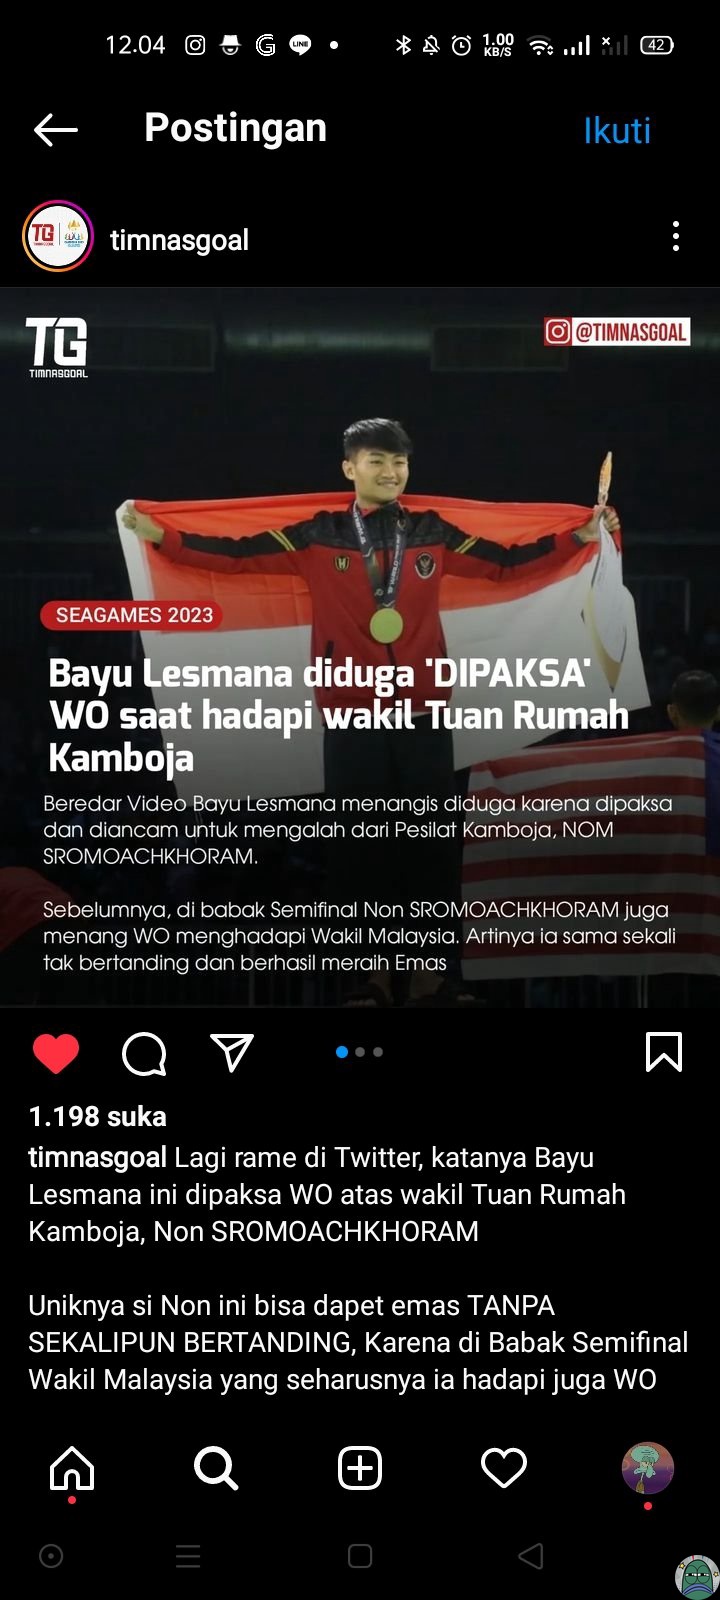 12.04 G LINE 1.00 KB/S 42
Postingan Ikuti
TG TIMNASGOAL timnasgoal
TG
TIMNASGOAL
@TIMNASGOAL
SEAGAMES 2023
Bayu Lesmana diduga 'DIPAKSA'
WO saat hadapi wakil Tuan Rumah
Kamboja
Beredar Video Bayu Lesmana menangis diduga karena dipaksa
dan diancam untuk mengalah dari Pesilat Kamboja, NOM
SROMOACHKHORAM.
Sebelumnya, di babak Semifinal Non SROMOACHKHORAM juga
menang WO menghadapi Wakil Malaysia. Artinya ia sama sekali
tak bertanding dan berhasil meraih Emas
1.198 suka
timnasgoal Lagi rame di Twitter, katanya Bayu
Lesmana ini dipaksa WO atas wakil Tuan Rumah
Kamboja, Non SROMOACHKHORAM
Uniknya si Non ini bisa dapet emas TANPA
SEKALIPUN BERTANDING, Karena di Babak Semifinal
Wakil Malaysia yang seharusnya ia hadapi juga WO